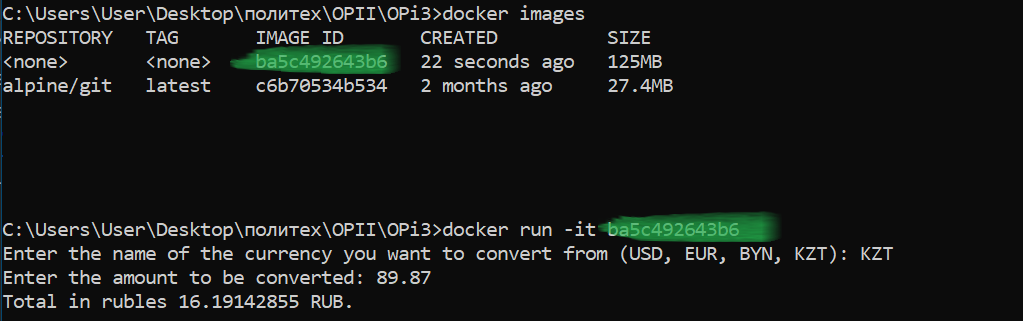 C:\Users\User\Desktop\политех\OPII\OPi3>docker images
REPOSITORY TAG IMAGE ID CREATED SIZE
<none> <none> ba5c492643b6 22 seconds ago 125MB
alpine/git latest c6b70534b534 2 months ago 27.4MB
C:\Users\User\Desktop\политех\OPII\OPi3>docker run -it ba5c492643b6
Enter the name of the currency you want to convert from (USD, EUR, BYN, KZT): KZT
Enter the amount to be converted: 89.87
Total in rubles 16.19142855 RUB.